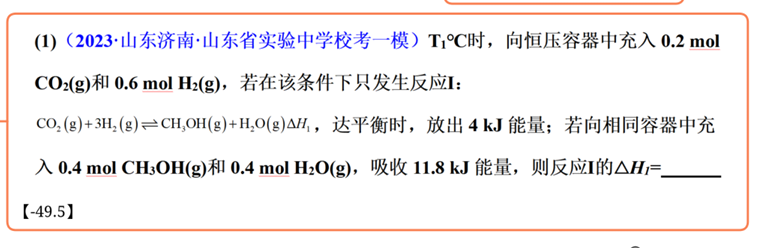 (1)（2023·山东济南·山东省实验中学校考一模）T₁℃时，向恒压容器中充入 0.2 mol
CO₂(g)和 0.6 mol H₂(g)，若在该条件下只发生反应I：
CO₂(g)+3H₂(g)⇌CH₃OH(g)+H₂O(g)ΔH₁，达平衡时，放出 4 kJ 能量；若向相同容器中充
入 0.4 mol CH₃OH(g)和 0.4 mol H₂O(g)，吸收 11.8 kJ 能量，则反应I的△H₁=______
【-49.5】